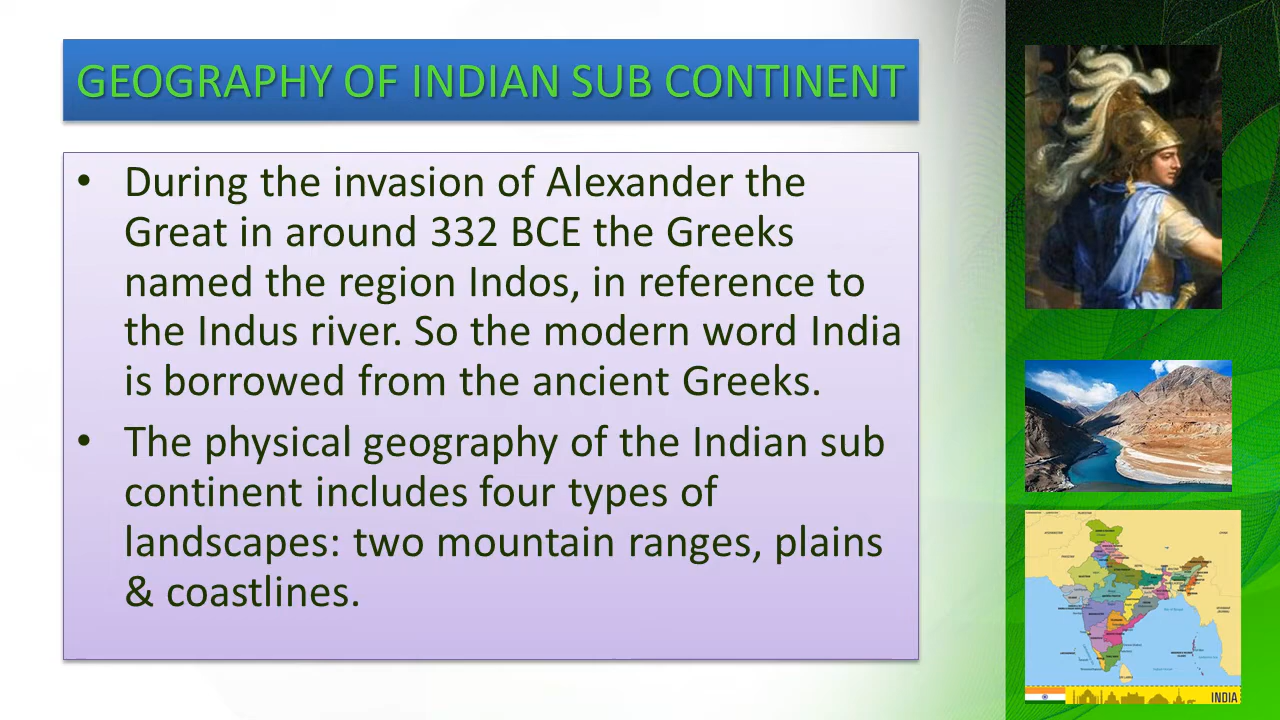 GEOGRAPHY OF INDIAN SUB CONTINENT
• During the invasion of Alexander the
Great in around 332 BCE the Greeks
named the region Indos, in reference to
the Indus river. So the modern word India
is borrowed from the ancient Greeks.
• The physical geography of the Indian sub
continent includes four types of
landscapes: two mountain ranges, plains
& coastlines.
INDIA